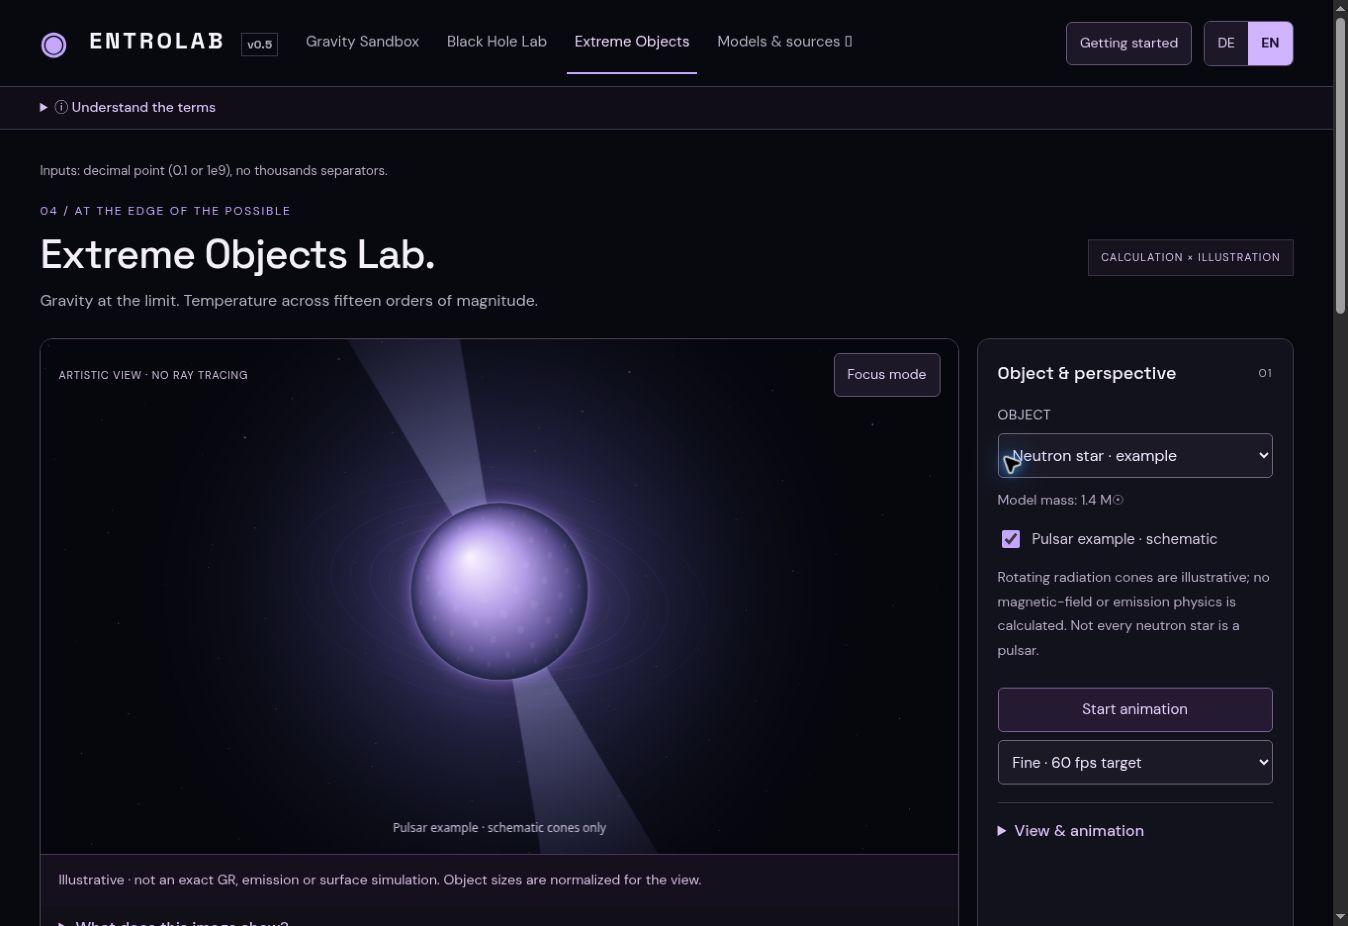 ENTROLAB v0.5 Gravity Sandbox Black Hole Lab Extreme Objects Models & sources Getting started DE EN
ⓘ Understand the terms
Inputs: decimal point (0.1 or 1e9), no thousands separators.
04 / AT THE EDGE OF THE POSSIBLE
Extreme Objects Lab.
CALCULATION × ILLUSTRATION
Gravity at the limit. Temperature across fifteen orders of magnitude.
ARTISTIC VIEW · NO RAY TRACING
Focus mode
Pulsar example · schematic cones only
Illustrative · not an exact GR, emission or surface simulation. Object sizes are normalized for the view.
What does this image show?
Object & perspective 01
OBJECT
Neutron star · example
Model mass: 1.4 M☉
Pulsar example · schematic
Rotating radiation cones are illustrative; no
magnetic-field or emission physics is
calculated. Not every neutron star is a
pulsar.
Start animation
Fine · 60 fps target
View & animation